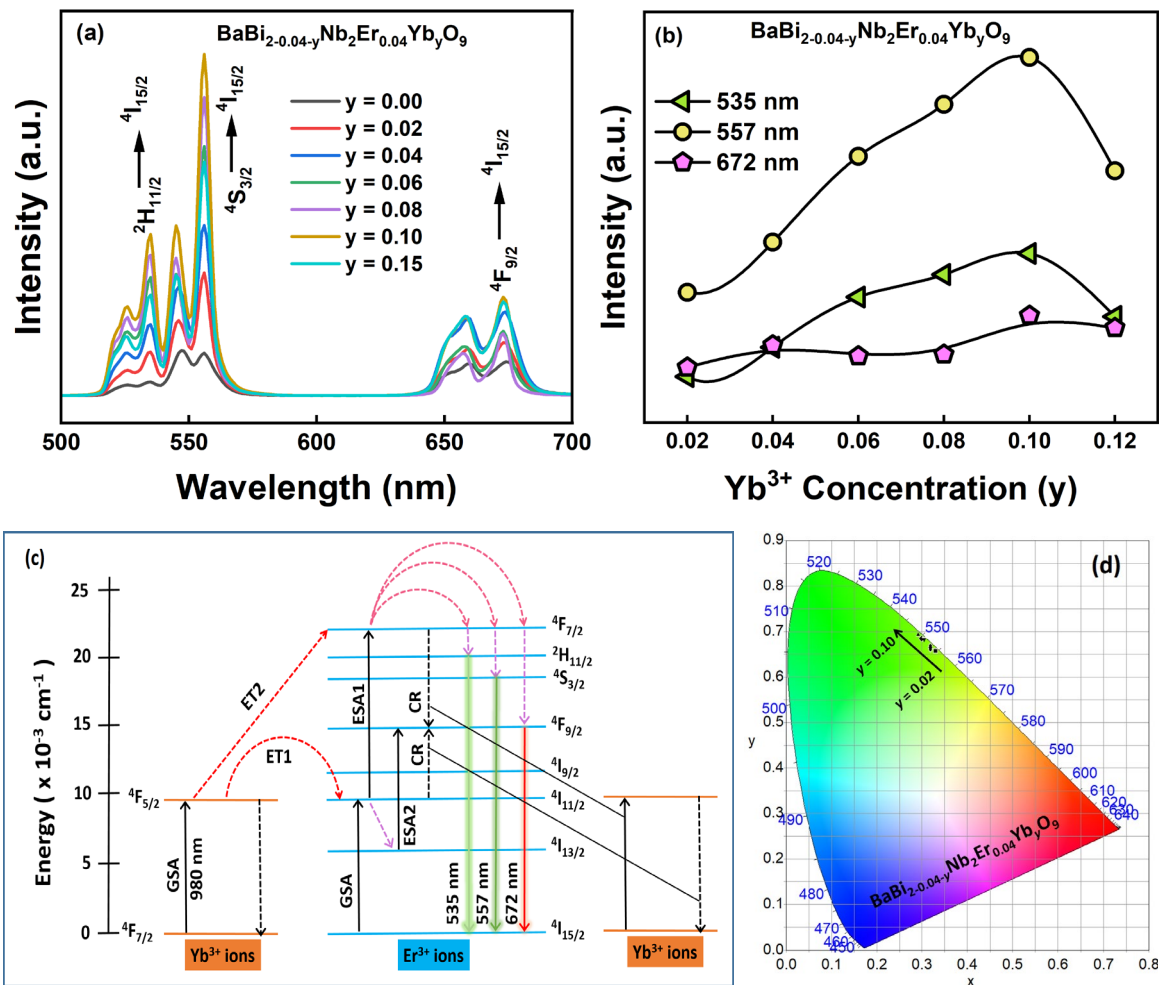 (a)
BaBi2-0.04-yNb2Er0.04YbyO9
4I15/2
2H11/2
4I15/2
4S3/2
4I15/2
4F9/2
y = 0.00
y = 0.02
y = 0.04
y = 0.06
y = 0.08
y = 0.10
y = 0.15
Intensity (a.u.)
500 550 600 650 700
Wavelength (nm)
(b)
BaBi2-0.04-yNb2Er0.04YbyO9
535 nm
557 nm
672 nm
Intensity (a.u.)
0.02 0.04 0.06 0.08 0.10 0.12
Yb3+ Concentration (y)
(c)
Energy ( x 10-3 cm-1)
25
20
15
10
5
0
4F5/2
4F7/2
GSA
980 nm
ET2
ET1
GSA
ESA1
ESA2
CR
CR
535 nm
557 nm
672 nm
4F7/2
2H11/2
4S3/2
4F9/2
4I9/2
4I11/2
4I13/2
4I15/2
Yb3+ ions
Er3+ ions
Yb3+ ions
(d)
y
0.9
0.8
0.7
0.6
0.5
0.4
0.3
0.2
0.1
0.0
0.0 0.1 0.2 0.3 0.4 0.5 0.6 0.7 0.8
x
520
530
540
510
550
560
570
500
580
590
600
610
620
630
640
490
480
470
460
450
y = 0.10
y = 0.02
BaBi2-0.04-yNb2Er0.04YbyO9